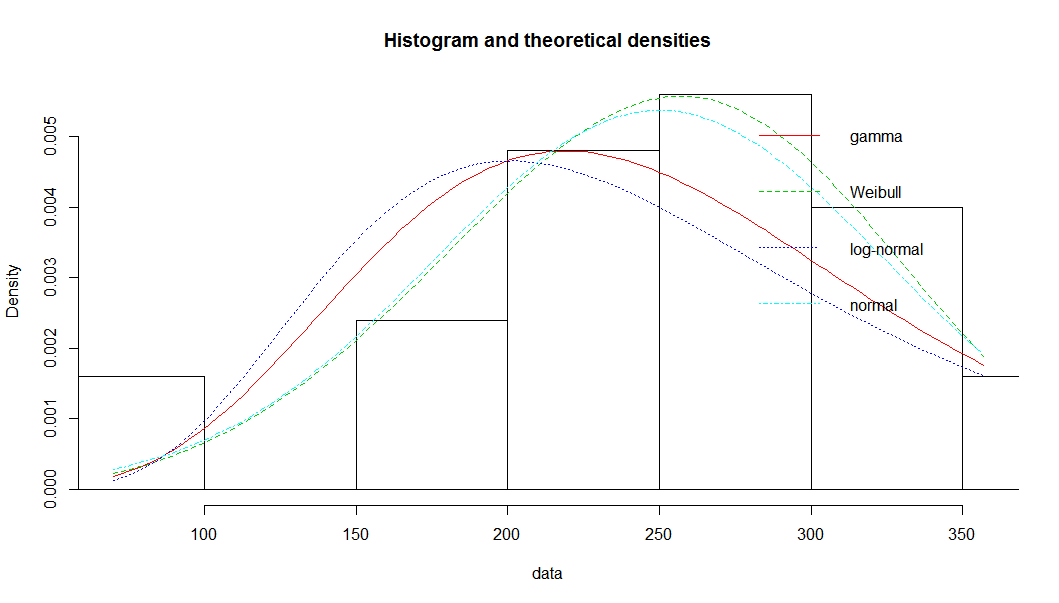 Histogram and theoretical densities
Density
0.000
0.001
0.002
0.003
0.004
0.005
gamma
Weibull
log-normal
normal
100
150
200
250
300
350
data